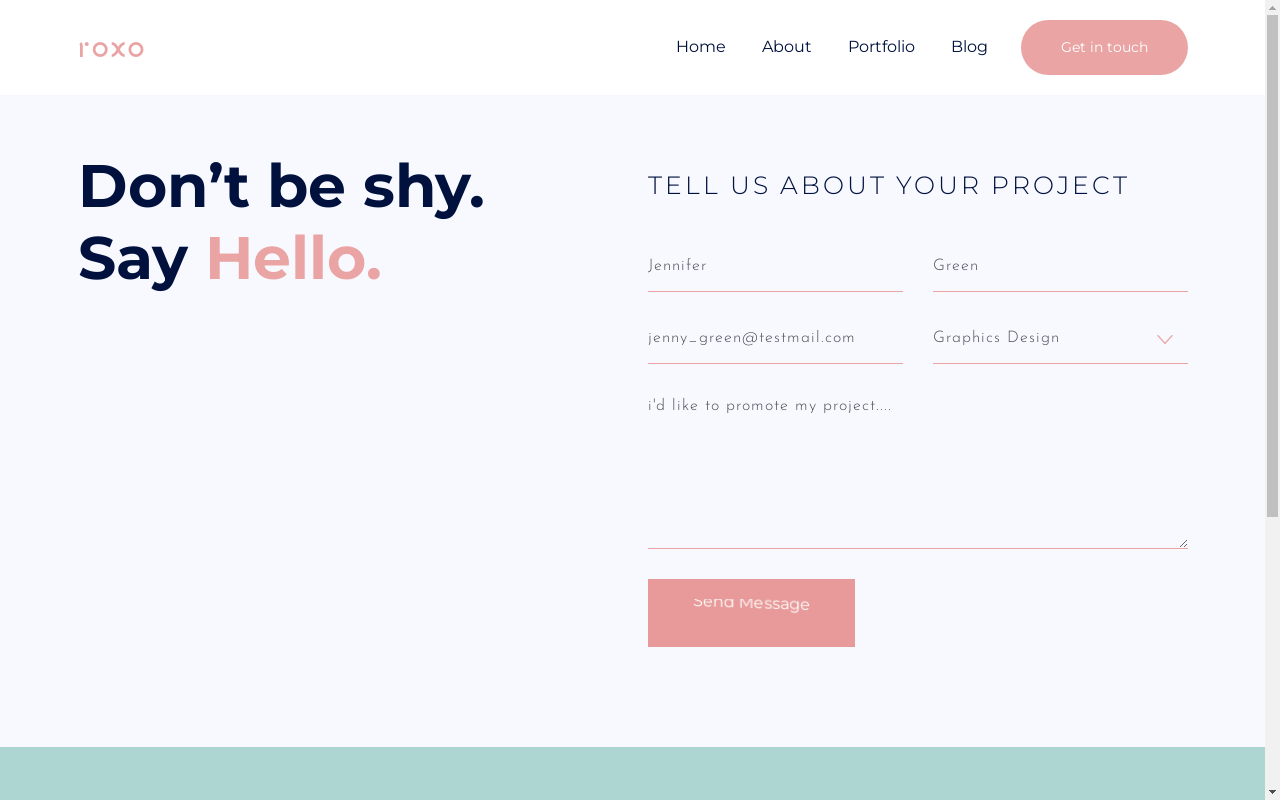 roxo
Home
About
Portfolio
Blog
Get in touch
Don’t be shy.
Say Hello.
TELL US ABOUT YOUR PROJECT
Jennifer
Green
jenny_green@testmail.com
Graphics Design
i'd like to promote my project....
Send Message